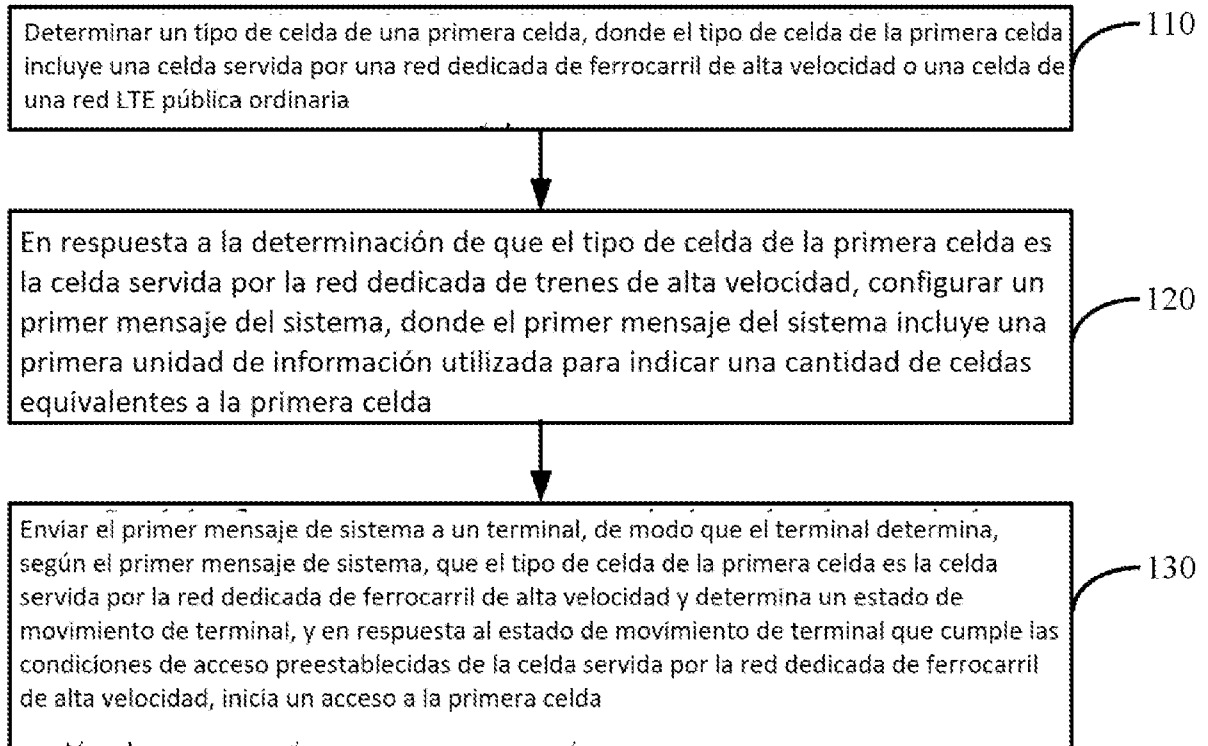 Determinar un tipo de celda de una primera celda, donde el tipo de celda de la primera celda
incluye una celda servida por una red dedicada de ferrocarril de alta velocidad o una celda de
una red LTE pública ordinaria
110
En respuesta a la determinación de que el tipo de celda de la primera celda es
la celda servida por la red dedicada de trenes de alta velocidad, configurar un
primer mensaje del sistema, donde el primer mensaje del sistema incluye una
primera unidad de información utilizada para indicar una cantidad de celdas
equivalentes a la primera celda
120
Enviar el primer mensaje de sistema a un terminal, de modo que el terminal determina,
según el primer mensaje de sistema, que el tipo de celda de la primera celda es la celda
servida por la red dedicada de ferrocarril de alta velocidad y determina un estado de
movimiento de terminal, y en respuesta al estado de movimiento de terminal que cumple las
condiciones de acceso preestablecidas de la celda servida por la red dedicada de ferrocarril
de alta velocidad, inicia un acceso a la primera celda
130